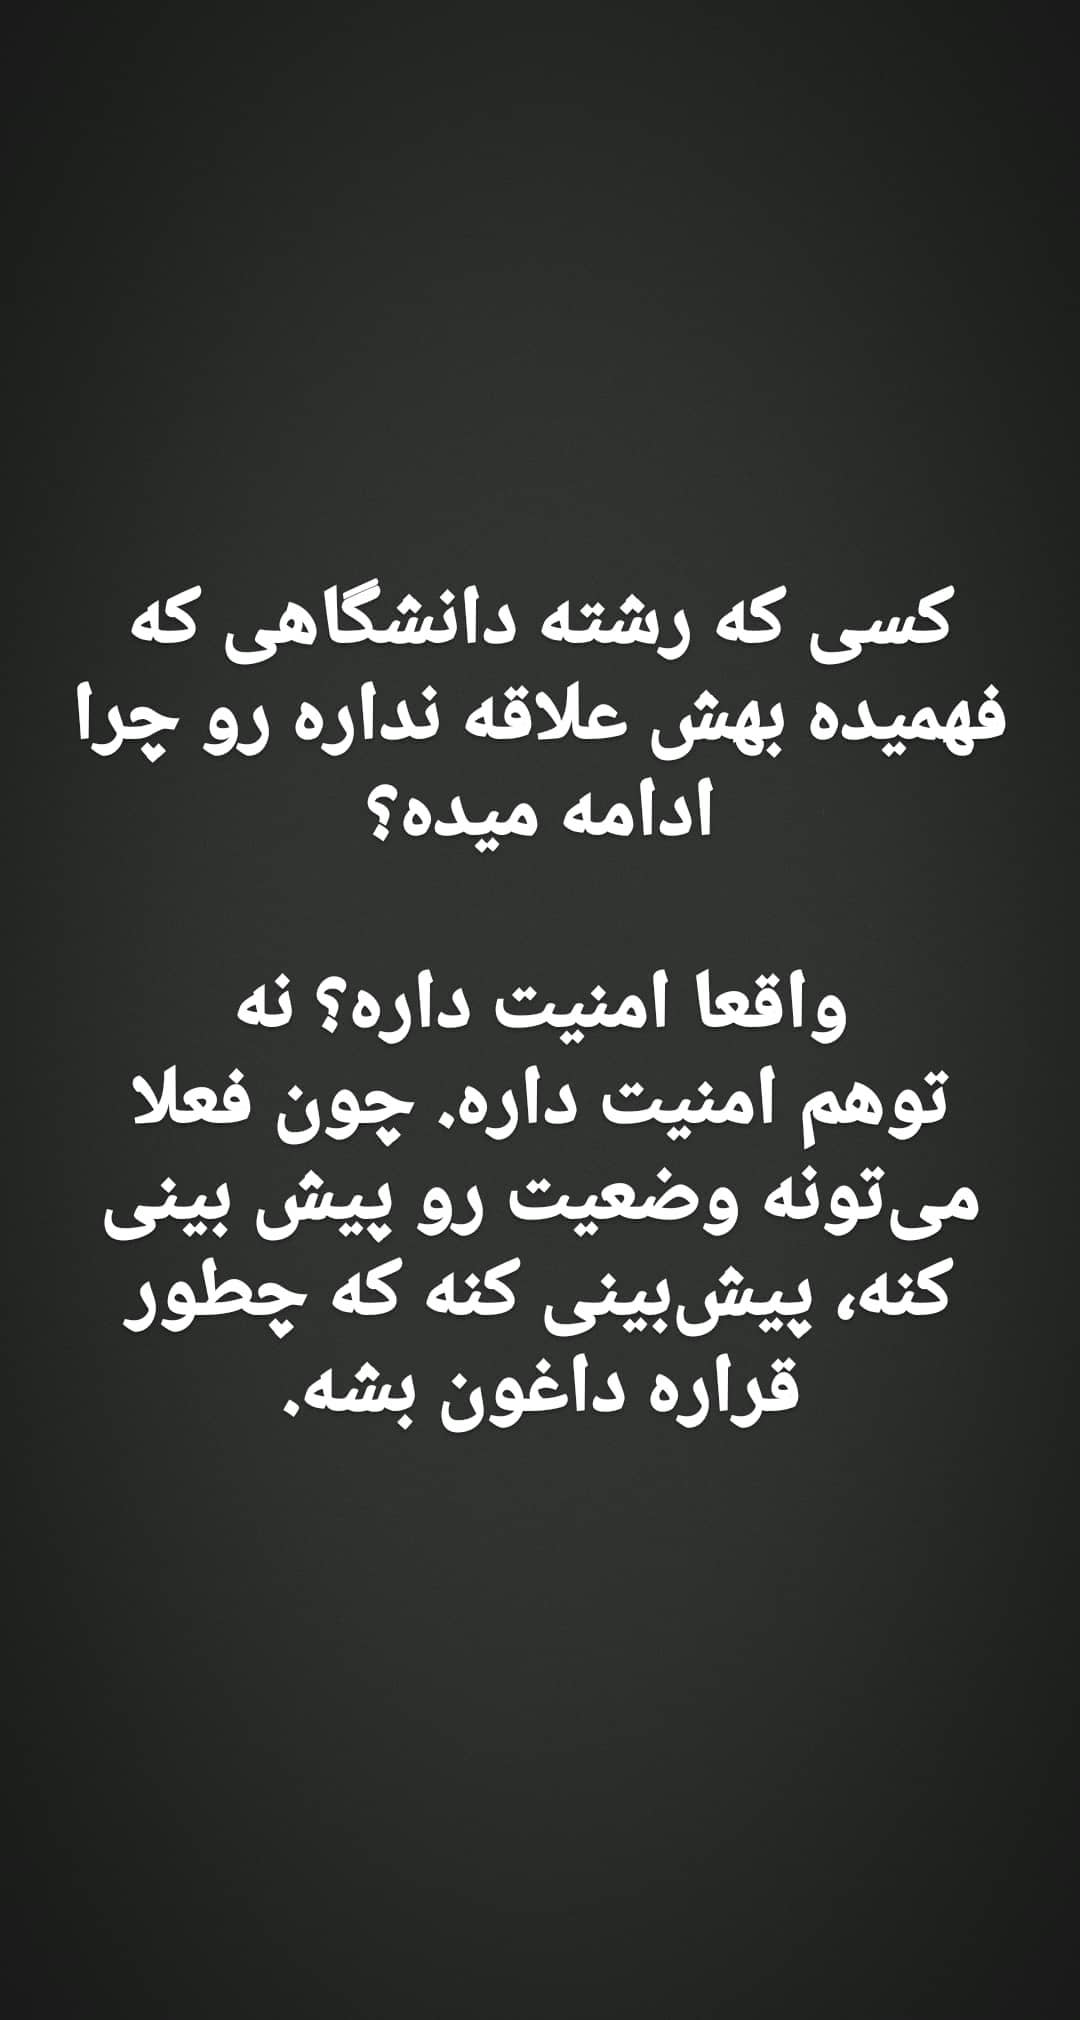 کسی که رشته دانشگاهی که
فهمیده بهش علاقه نداره رو چرا
ادامه میده؟
واقعا امنیت داره؟ نه
توهم امنیت داره. چون فعلا
می‌تونه وضعیت رو پیش بینی
کنه، پیش‌بینی کنه که چطور
قراره داغون بشه.